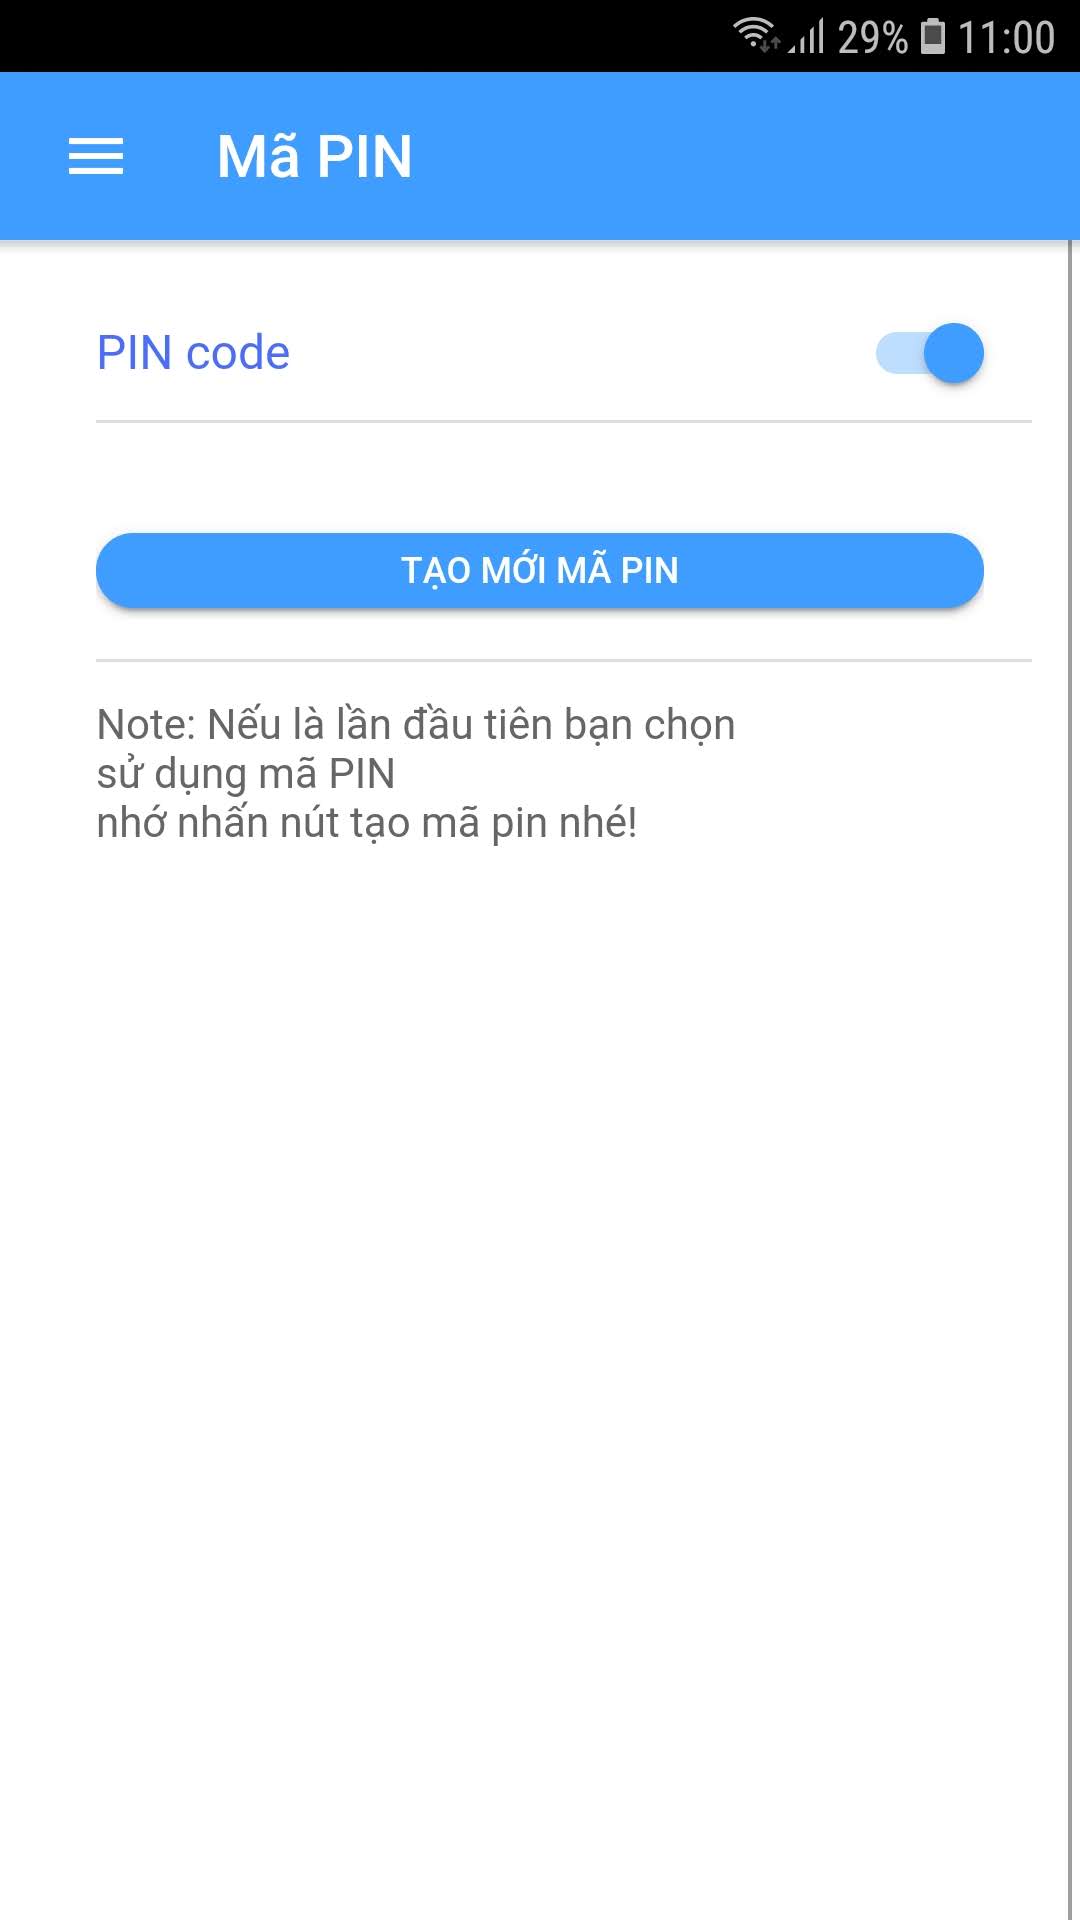 29% 11:00
Mã PIN
PIN code
TẠO MỚI MÃ PIN
Note: Nếu là lần đầu tiên bạn chọn
sử dụng mã PIN
nhớ nhấn nút tạo mã pin nhé!